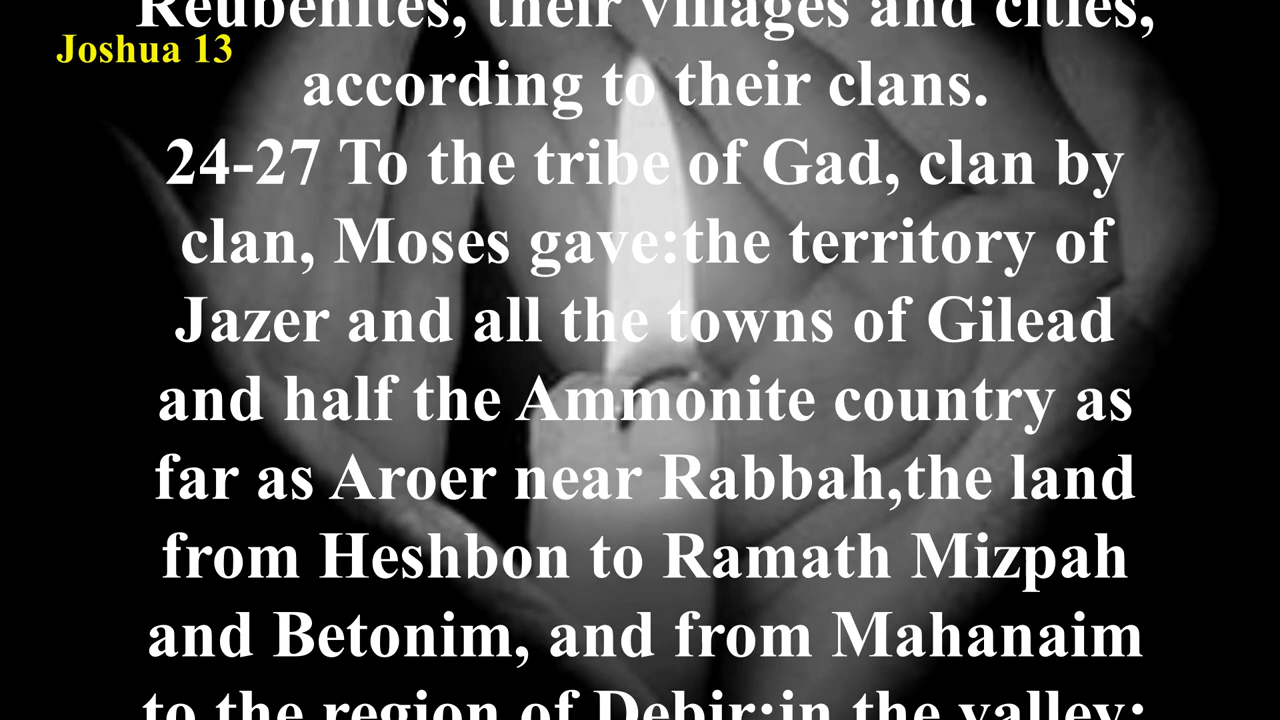 Reubenites, their villages and cities,
Joshua 13
according to their clans.
24-27 To the tribe of Gad, clan by
clan, Moses gave:the territory of
Jazer and all the towns of Gilead
and half the Ammonite country as
far as Aroer near Rabbah,the land
from Heshbon to Ramath Mizpah
and Betonim, and from Mahanaim
to the region of Debir;in the valley: